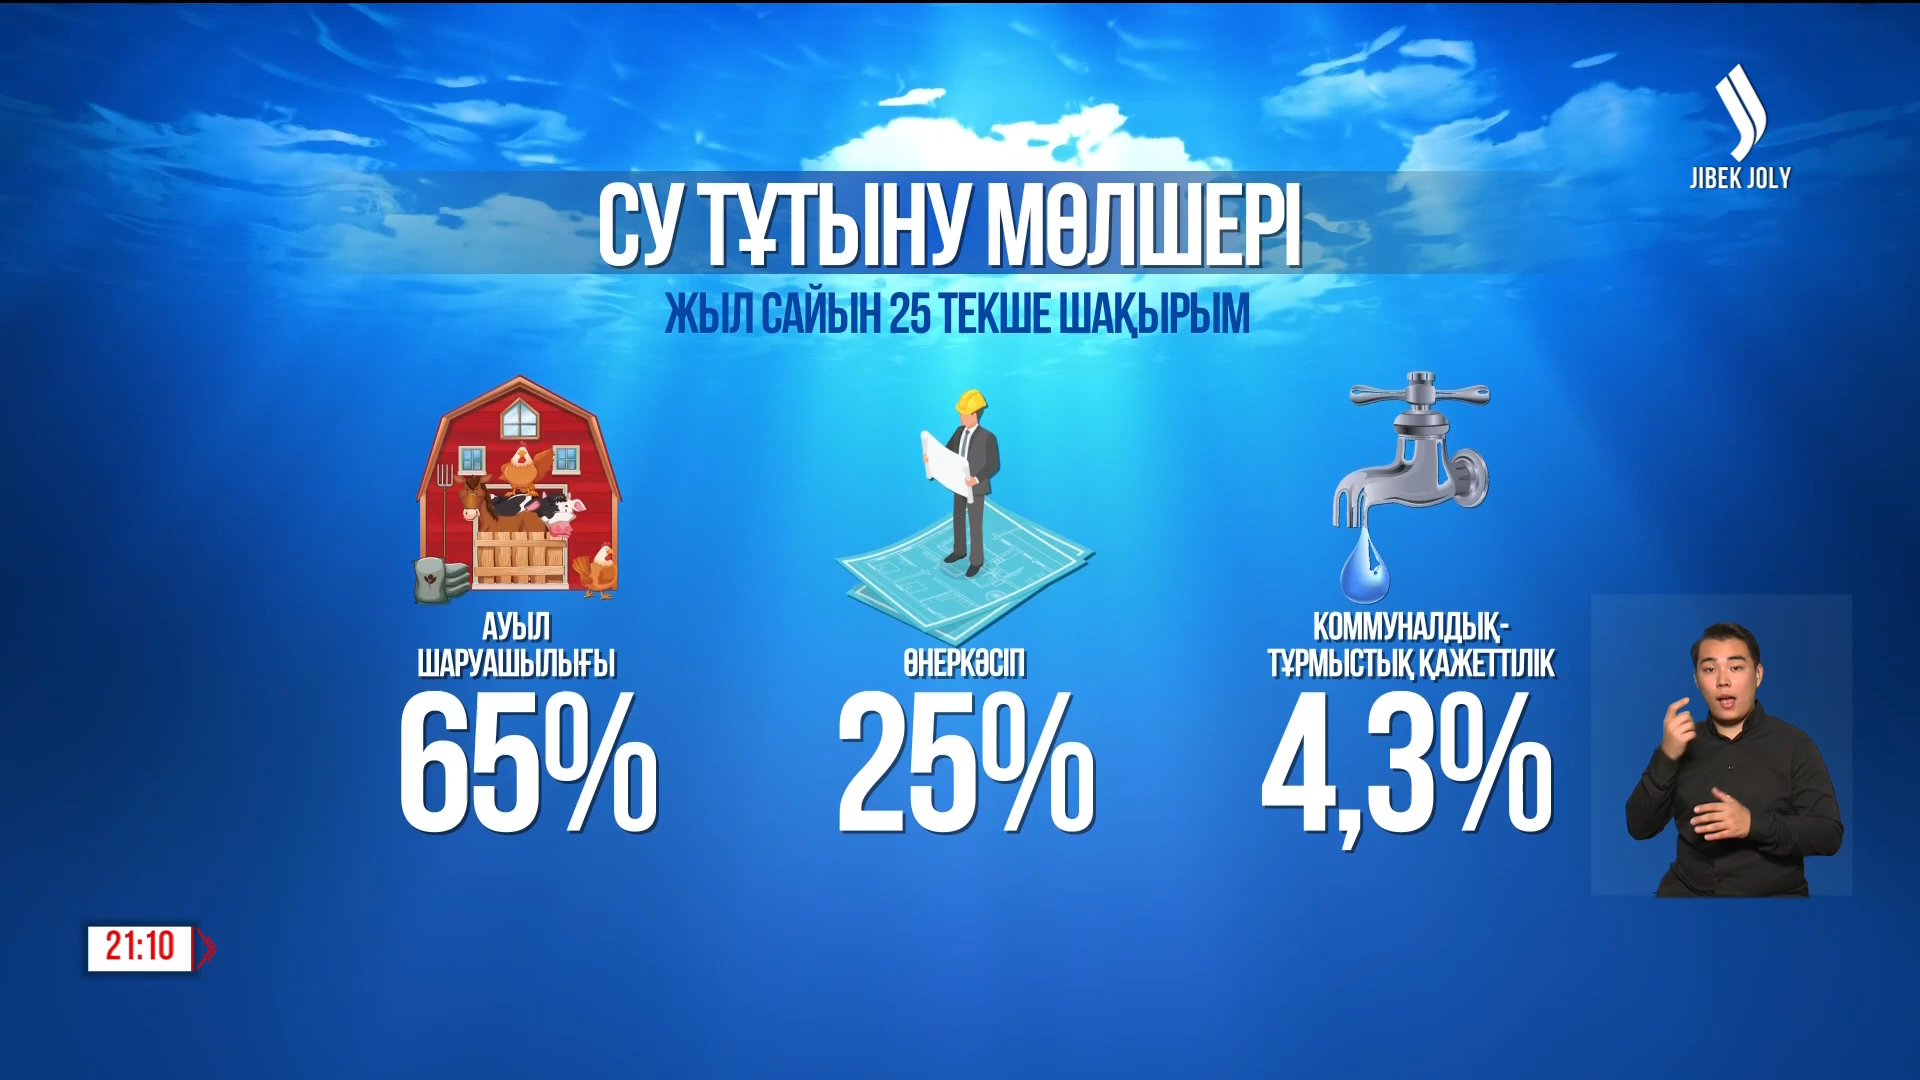 JIBEK JOLY
СУ ТҰТЫНУ МӨЛШЕРІ
ЖЫЛ САЙЫН 25 ТЕКШЕ ШАҚЫРЫМ
АУЫЛ
ШАРУАШЫЛЫҒЫ
65%
ӨНЕРКӘСІП
25%
КОММУНАЛДЫҚ-
ТҰРМЫСТЫҚ ҚАЖЕТТІЛІК
4,3%
21:10